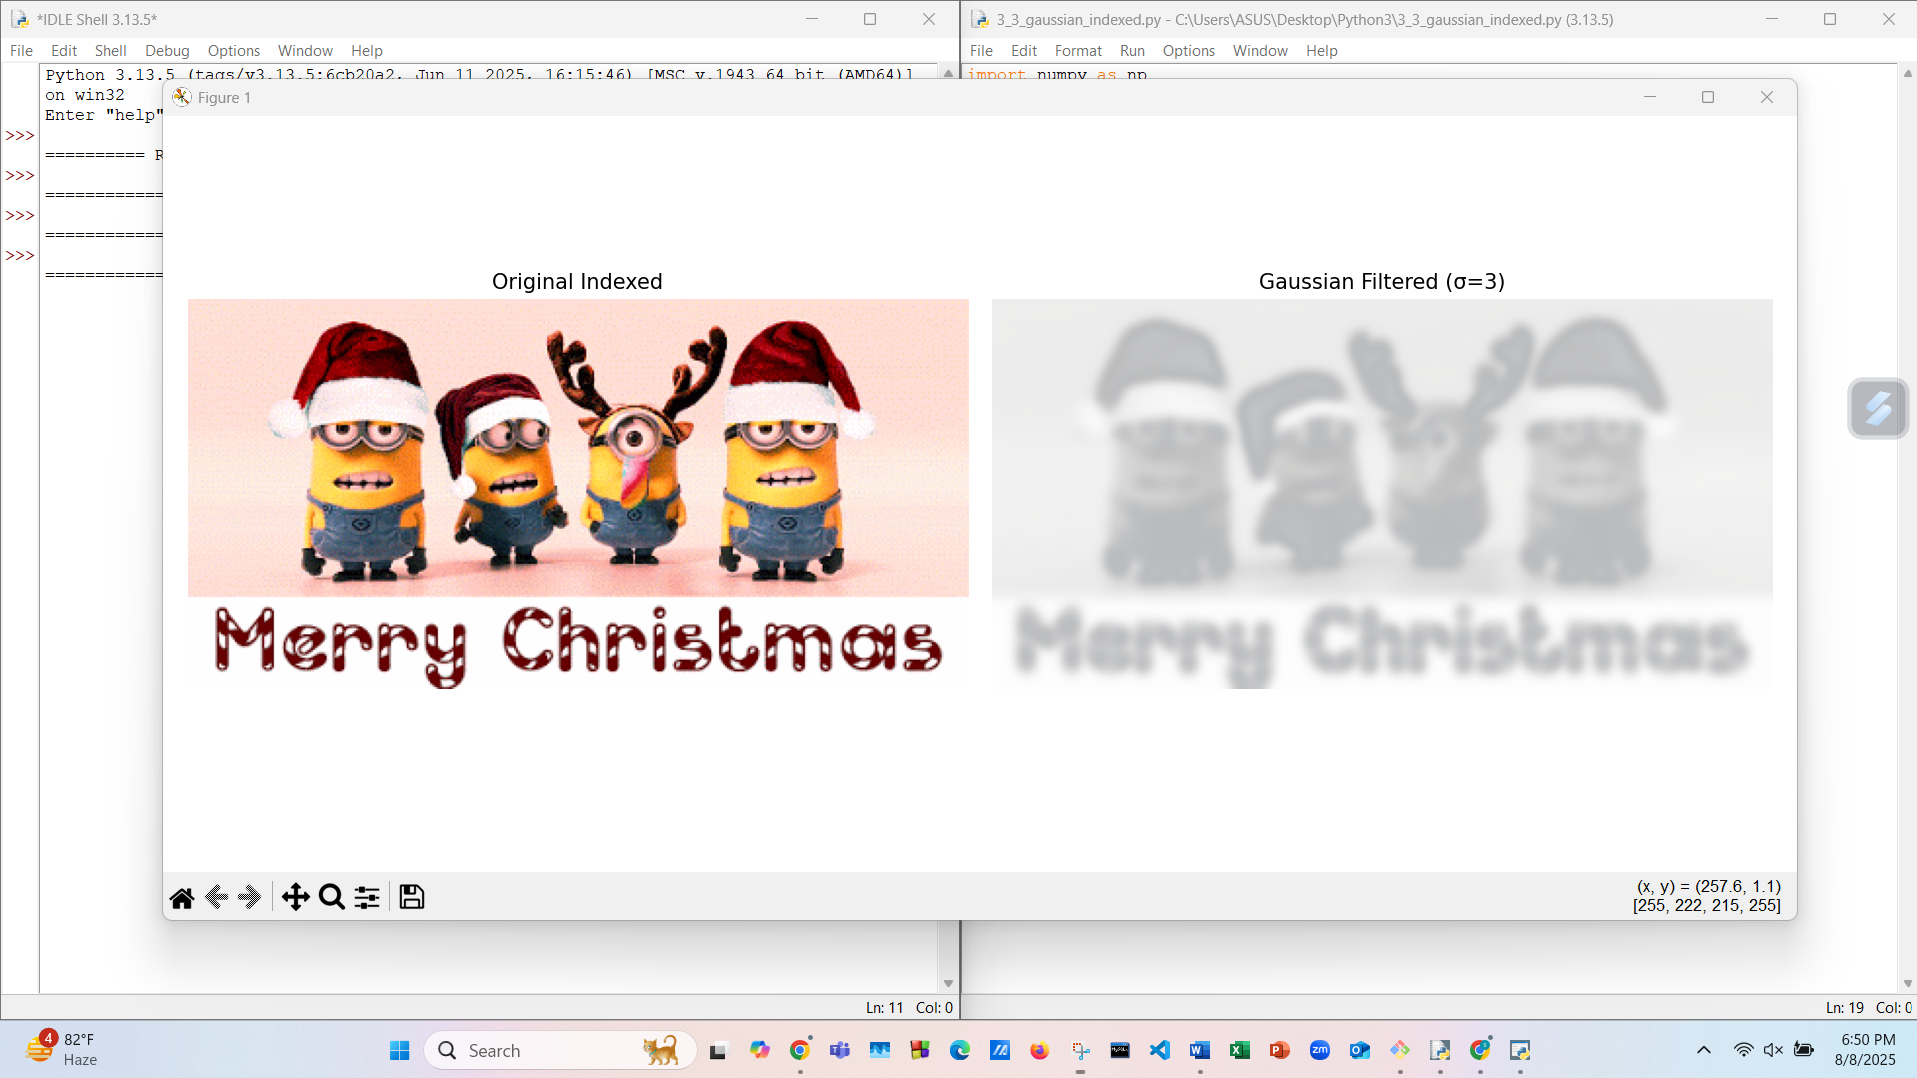 *IDLE Shell 3.13.5*
File Edit Shell Debug Options Window Help
Python 3.13.5 (tags/v3.13.5:6cb20a2, Jun 11 2025, 16:15:46) [MSC v.1943 64 bit (AMD64)]
on win32
Enter "help"
>>>
========== R
>>>
============
>>>
============
>>>
============
Ln: 11 Col: 0
3_3_gaussian_indexed.py - C:\Users\ASUS\Desktop\Python3\3_3_gaussian_indexed.py (3.13.5)
File Edit Format Run Options Window Help
import numpy as np
Ln: 19 Col: 0
Figure 1
Original Indexed
Merry Christmas
Gaussian Filtered (σ=3)
Merry Christmas
(x, y) = (257.6, 1.1)
[255, 222, 215, 255]
4
82°F
Haze
Search
zm
6:50 PM
8/8/2025